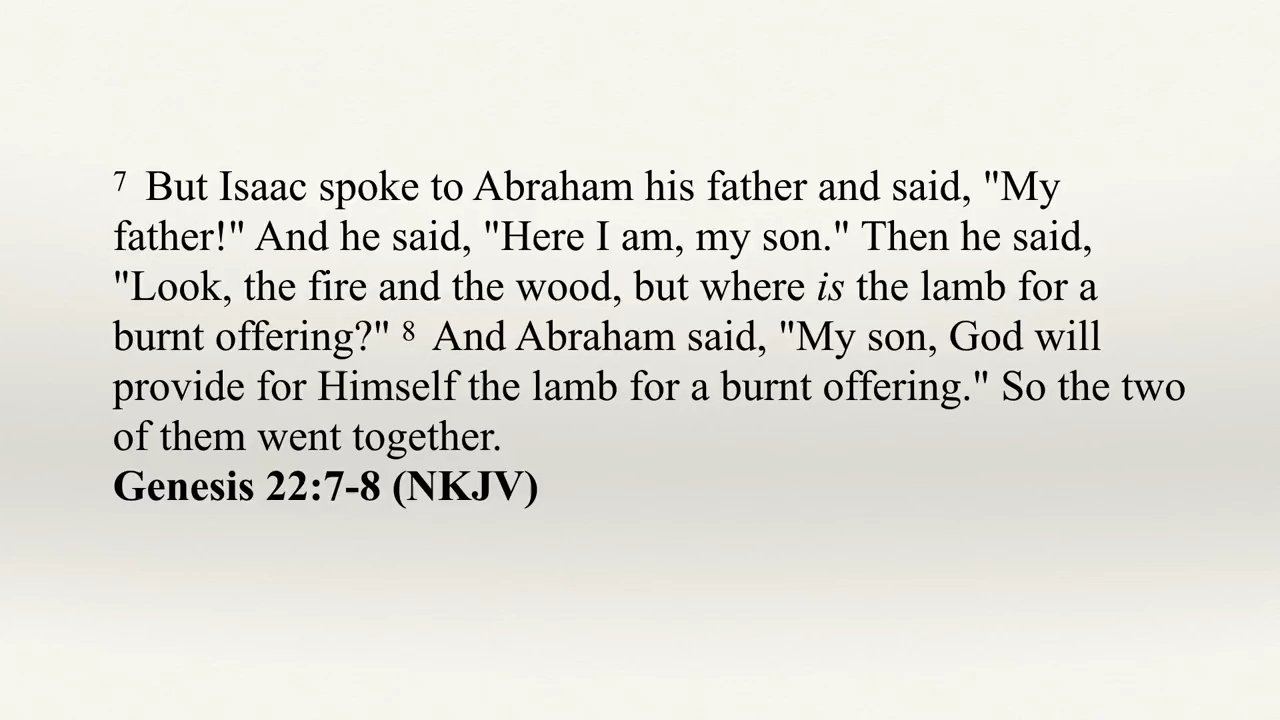 7 But Isaac spoke to Abraham his father and said, "My
father!" And he said, "Here I am, my son." Then he said,
"Look, the fire and the wood, but where is the lamb for a
burnt offering?" 8 And Abraham said, "My son, God will
provide for Himself the lamb for a burnt offering." So the two
of them went together.
Genesis 22:7-8 (NKJV)